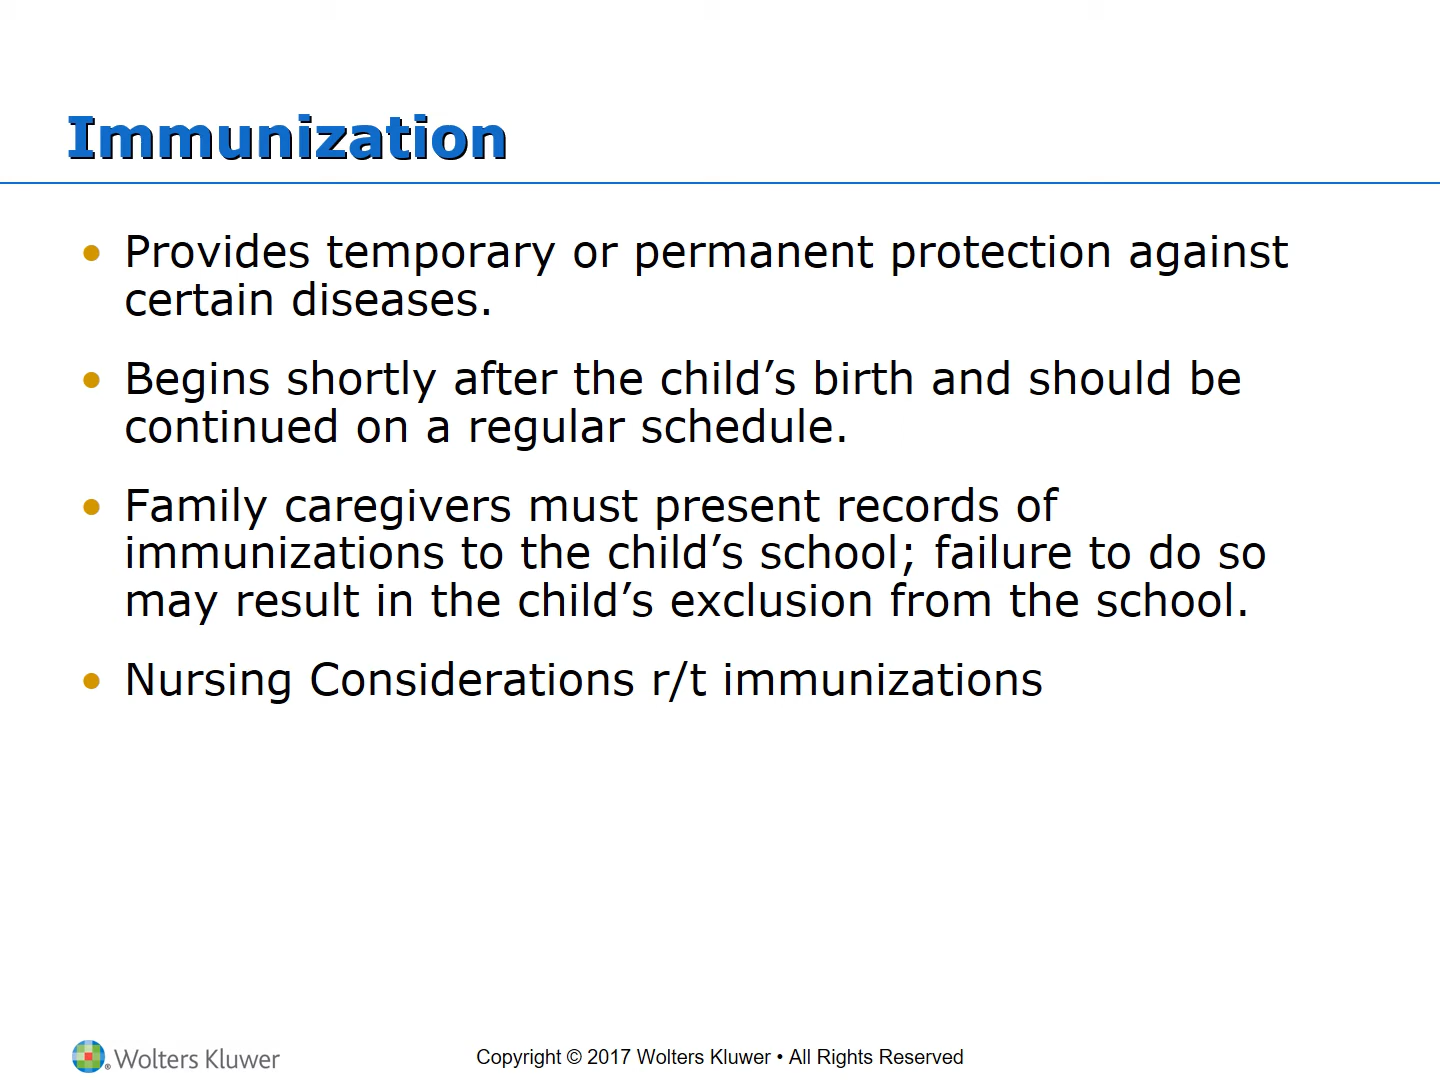 Immunization
• Provides temporary or permanent protection against
certain diseases.
• Begins shortly after the child’s birth and should be
continued on a regular schedule.
• Family caregivers must present records of
immunizations to the child’s school; failure to do so
may result in the child’s exclusion from the school.
• Nursing Considerations r/t immunizations
® Wolters Kluwer
Copyright © 2017 Wolters Kluwer • All Rights Reserved